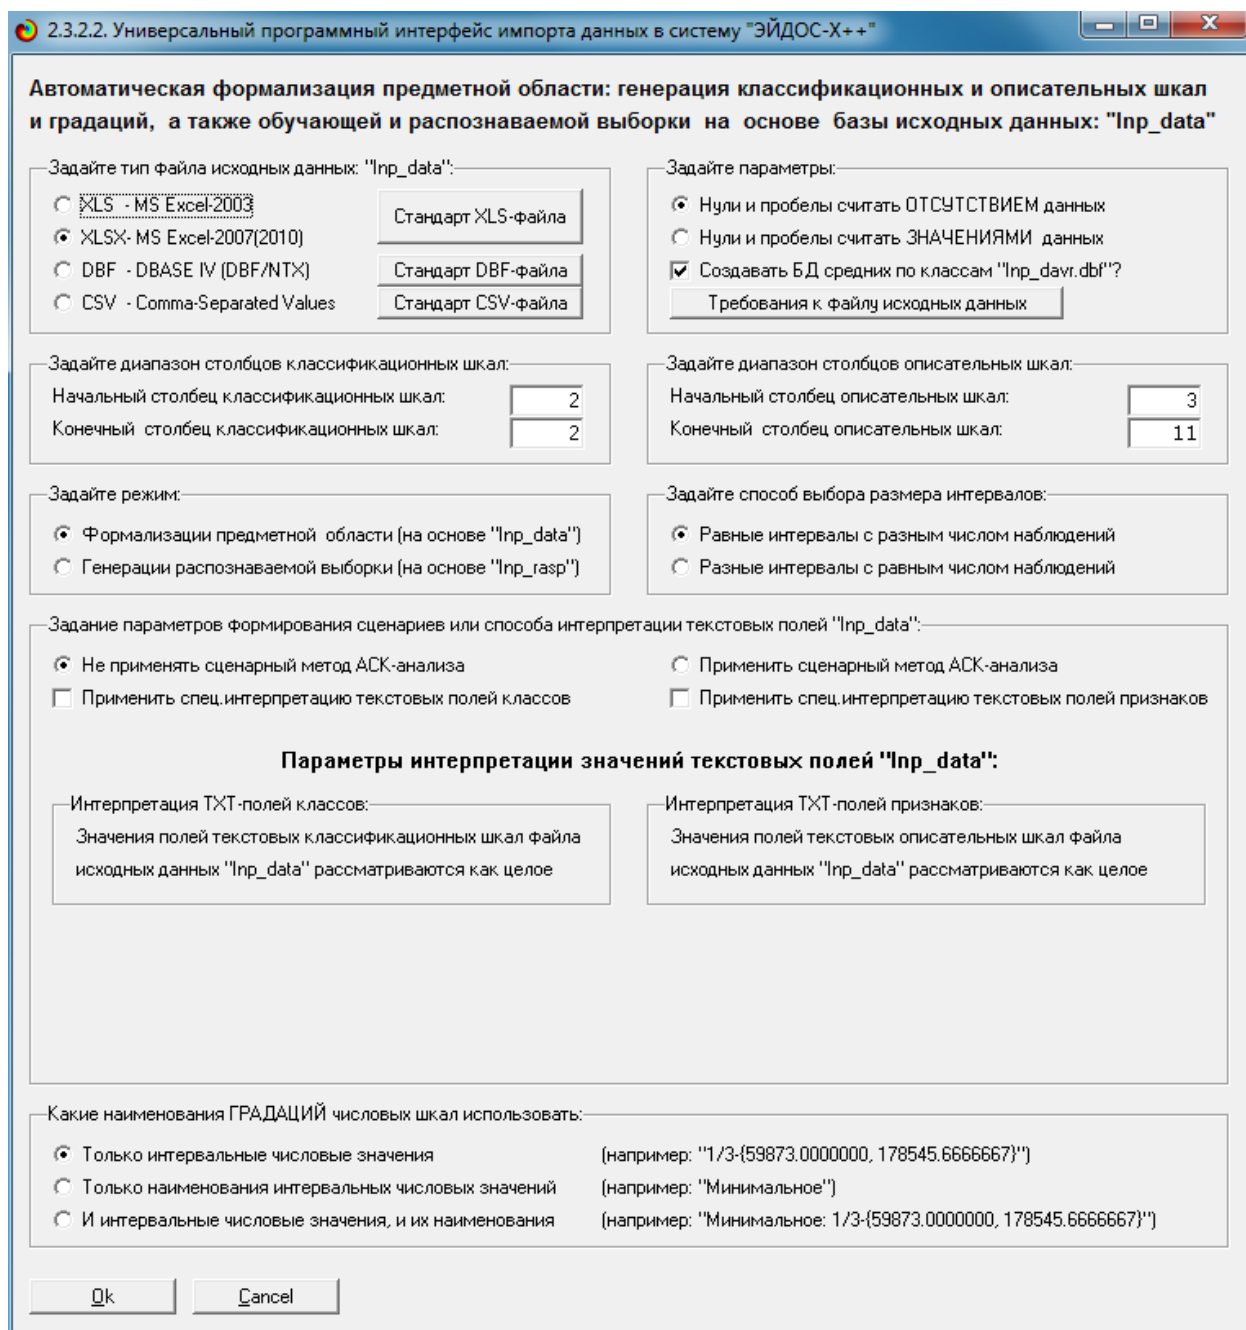 2.3.2.2. Универсальный программный интерфейс импорта данных в систему "ЭЙДОС-X++"
Автоматическая формализация предметной области: генерация классификационных и описательных шкал
и градаций, а также обучающей и распознаваемой выборки на основе базы исходных данных: "Inp_data"
Задайте тип файла исходных данных: "Inp_data":
XLS - MS Excel-2003
Стандарт XLS-файла
XLSX- MS Excel-2007(2010)
DBF - DBASE IV (DBF/NTX)
Стандарт DBF-файла
CSV - Comma-Separated Values
Стандарт CSV-файла
Задайте параметры:
Нули и пробелы считать ОТСУТСТВИЕМ данных
Нули и пробелы считать ЗНАЧЕНИЯМИ данных
Создавать БД средних по классам "Inp_davr.dbf"?
Требования к файлу исходных данных
Задайте диапазон столбцов классификационных шкал:
Начальный столбец классификационных шкал: 2
Конечный столбец классификационных шкал: 2
Задайте диапазон столбцов описательных шкал:
Начальный столбец описательных шкал: 3
Конечный столбец описательных шкал: 11
Задайте режим:
Формализации предметной области (на основе "Inp_data")
Генерации распознаваемой выборки (на основе "Inp_rasp")
Задайте способ выбора размера интервалов:
Равные интервалы с разным числом наблюдений
Разные интервалы с равным числом наблюдений
Задание параметров формирования сценариев или способа интерпретации текстовых полей "Inp_data":
Не применять сценарный метод АСК-анализа
Применить сценарный метод АСК-анализа
Применить спец.интерпретацию текстовых полей классов
Применить спец.интерпретацию текстовых полей признаков
Параметры интерпретации значений текстовых полей "Inp_data":
Интерпретация TXT-полей классов:
Значения полей текстовых классификационных шкал файла
исходных данных "Inp_data" рассматриваются как целое
Интерпретация TXT-полей признаков:
Значения полей текстовых описательных шкал файла
исходных данных "Inp_data" рассматриваются как целое
Какие наименования ГРАДАЦИЙ числовых шкал использовать:
Только интервальные числовые значения (например: "1/3-{59873.0000000, 178545.6666667}")
Только наименования интервальных числовых значений (например: "Минимальное")
И интервальные числовые значения, и их наименования (например: "Минимальное: 1/3-{59873.0000000, 178545.6666667}")
Ok
Cancel